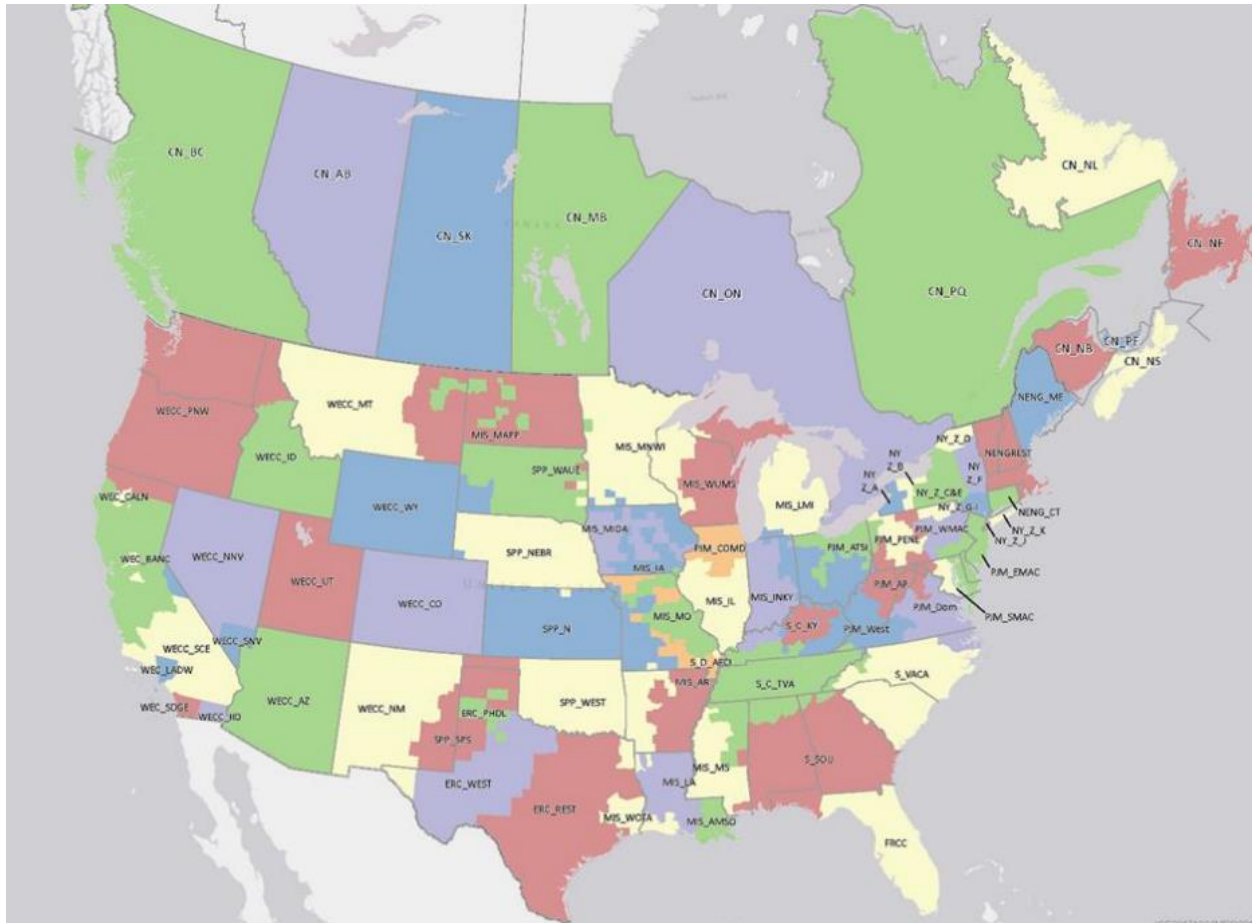 CN_BC
CN_AB
CN_SK
CN_MB
CN_ON
CN_PQ
CN_NL
CN_NF
CN_NB
CN_PE
CN_NS
WECC_PNW
WECC_MT
MIS_MAPP
MIS_MNWI
WECC_ID
SPP_WAUE
MIS_WUMS
MIS_LMI
NY
Z_A
NY
Z_B
NY_Z_D
NY
Z_F
NY_Z_C&E
NY_Z_G-I
NENGREST
NENG_ME
NENG_CT
NY_Z_K
NY_Z_J
WEC_CALN
WECC_WY
WEC_BANC
WECC_NNV
WECC_UT
WECC_CO
SPP_NEBR
MIS_MIDA
MIS_IA
PJM_COMD
PJM_ATSI
PJM_PENE
PJM_WMAC
PJM_EMAC
PJM_SMAC
PJM_AP
PJM_Dom
PJM_West
MIS_INKY
MIS_IL
MIS_MO
SPP_N
S_C_KY
S_D_AECI
S_C_TVA
S_VACA
WECC_SNV
WECC_SCE
WEC_LADW
WEC_SDGE
WECC_IID
WECC_AZ
WECC_NM
SPP_SPS
ERC_PHDL
SPP_WEST
MIS_AR
MIS_MS
S_SOU
ERC_WEST
ERC_REST
MIS_WOTA
MIS_LA
MIS_AMSO
FRCC